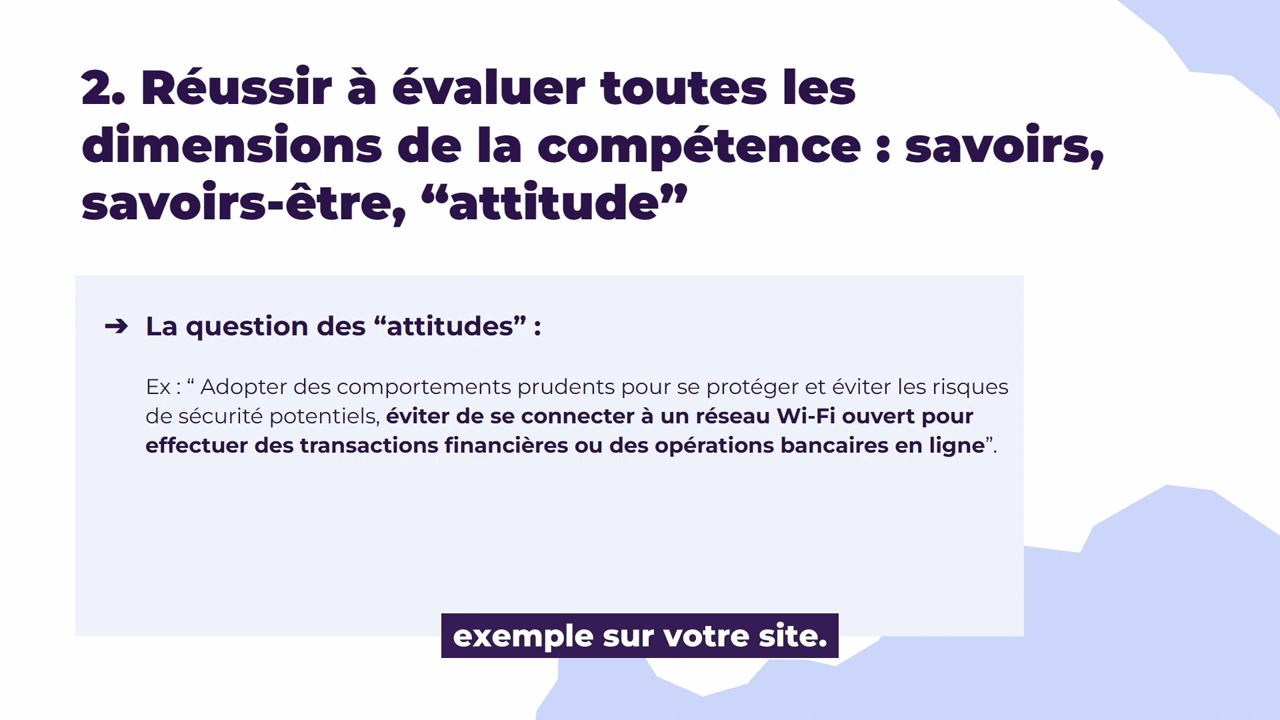 2. Réussir à évaluer toutes les
dimensions de la compétence : savoirs,
savoirs-être, “attitude”
➔ La question des “attitudes” :
Ex : “ Adopter des comportements prudents pour se protéger et éviter les risques
de sécurité potentiels, éviter de se connecter à un réseau Wi-Fi ouvert pour
effectuer des transactions financières ou des opérations bancaires en ligne”.
exemple sur votre site.